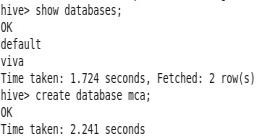 hive> show databases;
OK
default
viva
Time taken: 1.724 seconds, Fetched: 2 row(s)
hive> create database mca;
OK
Time taken: 2.241 seconds